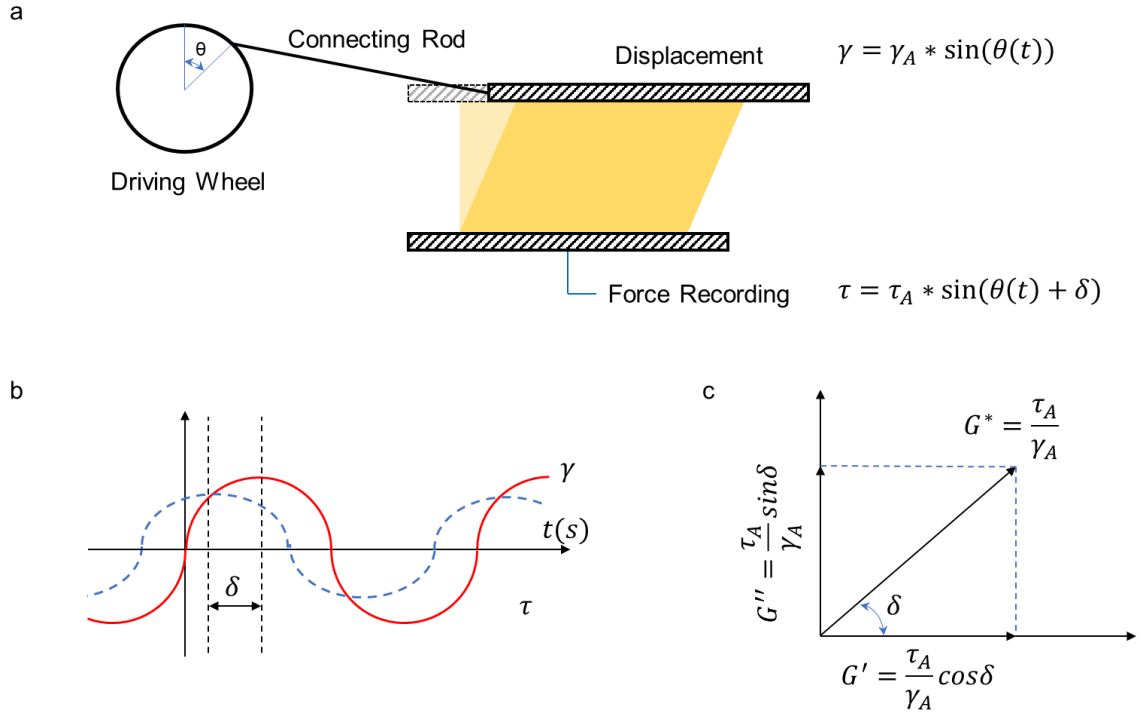 a
θ
Connecting Rod
Displacement
γ = γ_A * sin(θ(t))
Driving Wheel
Force Recording
τ = τ_A * sin(θ(t) + δ)
b
γ
t(s)
δ
τ
c
G* = τ_A/γ_A
G'' = τ_A/γ_A sinδ
δ
G' = τ_A/γ_A cosδ